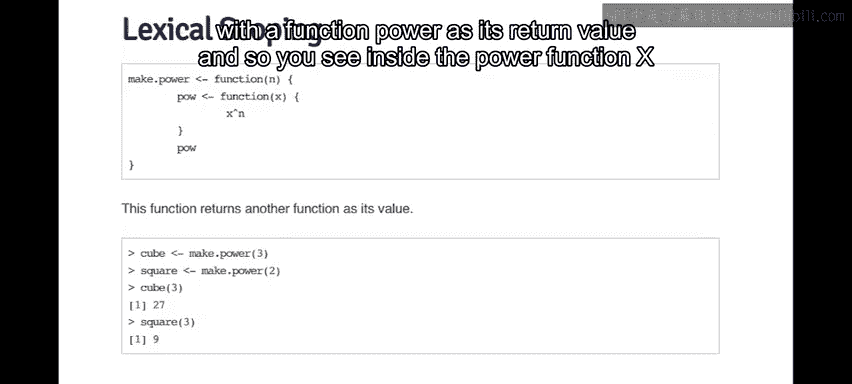 Lexical Scoping
with a function power as its return value
and so you see inside the power function X
make.power <- function(n) {
pow <- function(x) {
x^n
}
pow
}
This function returns another function as its value.
> cube <- make.power(3)
> square <- make.power(2)
> cube(3)
[1] 27
> square(3)
[1] 9